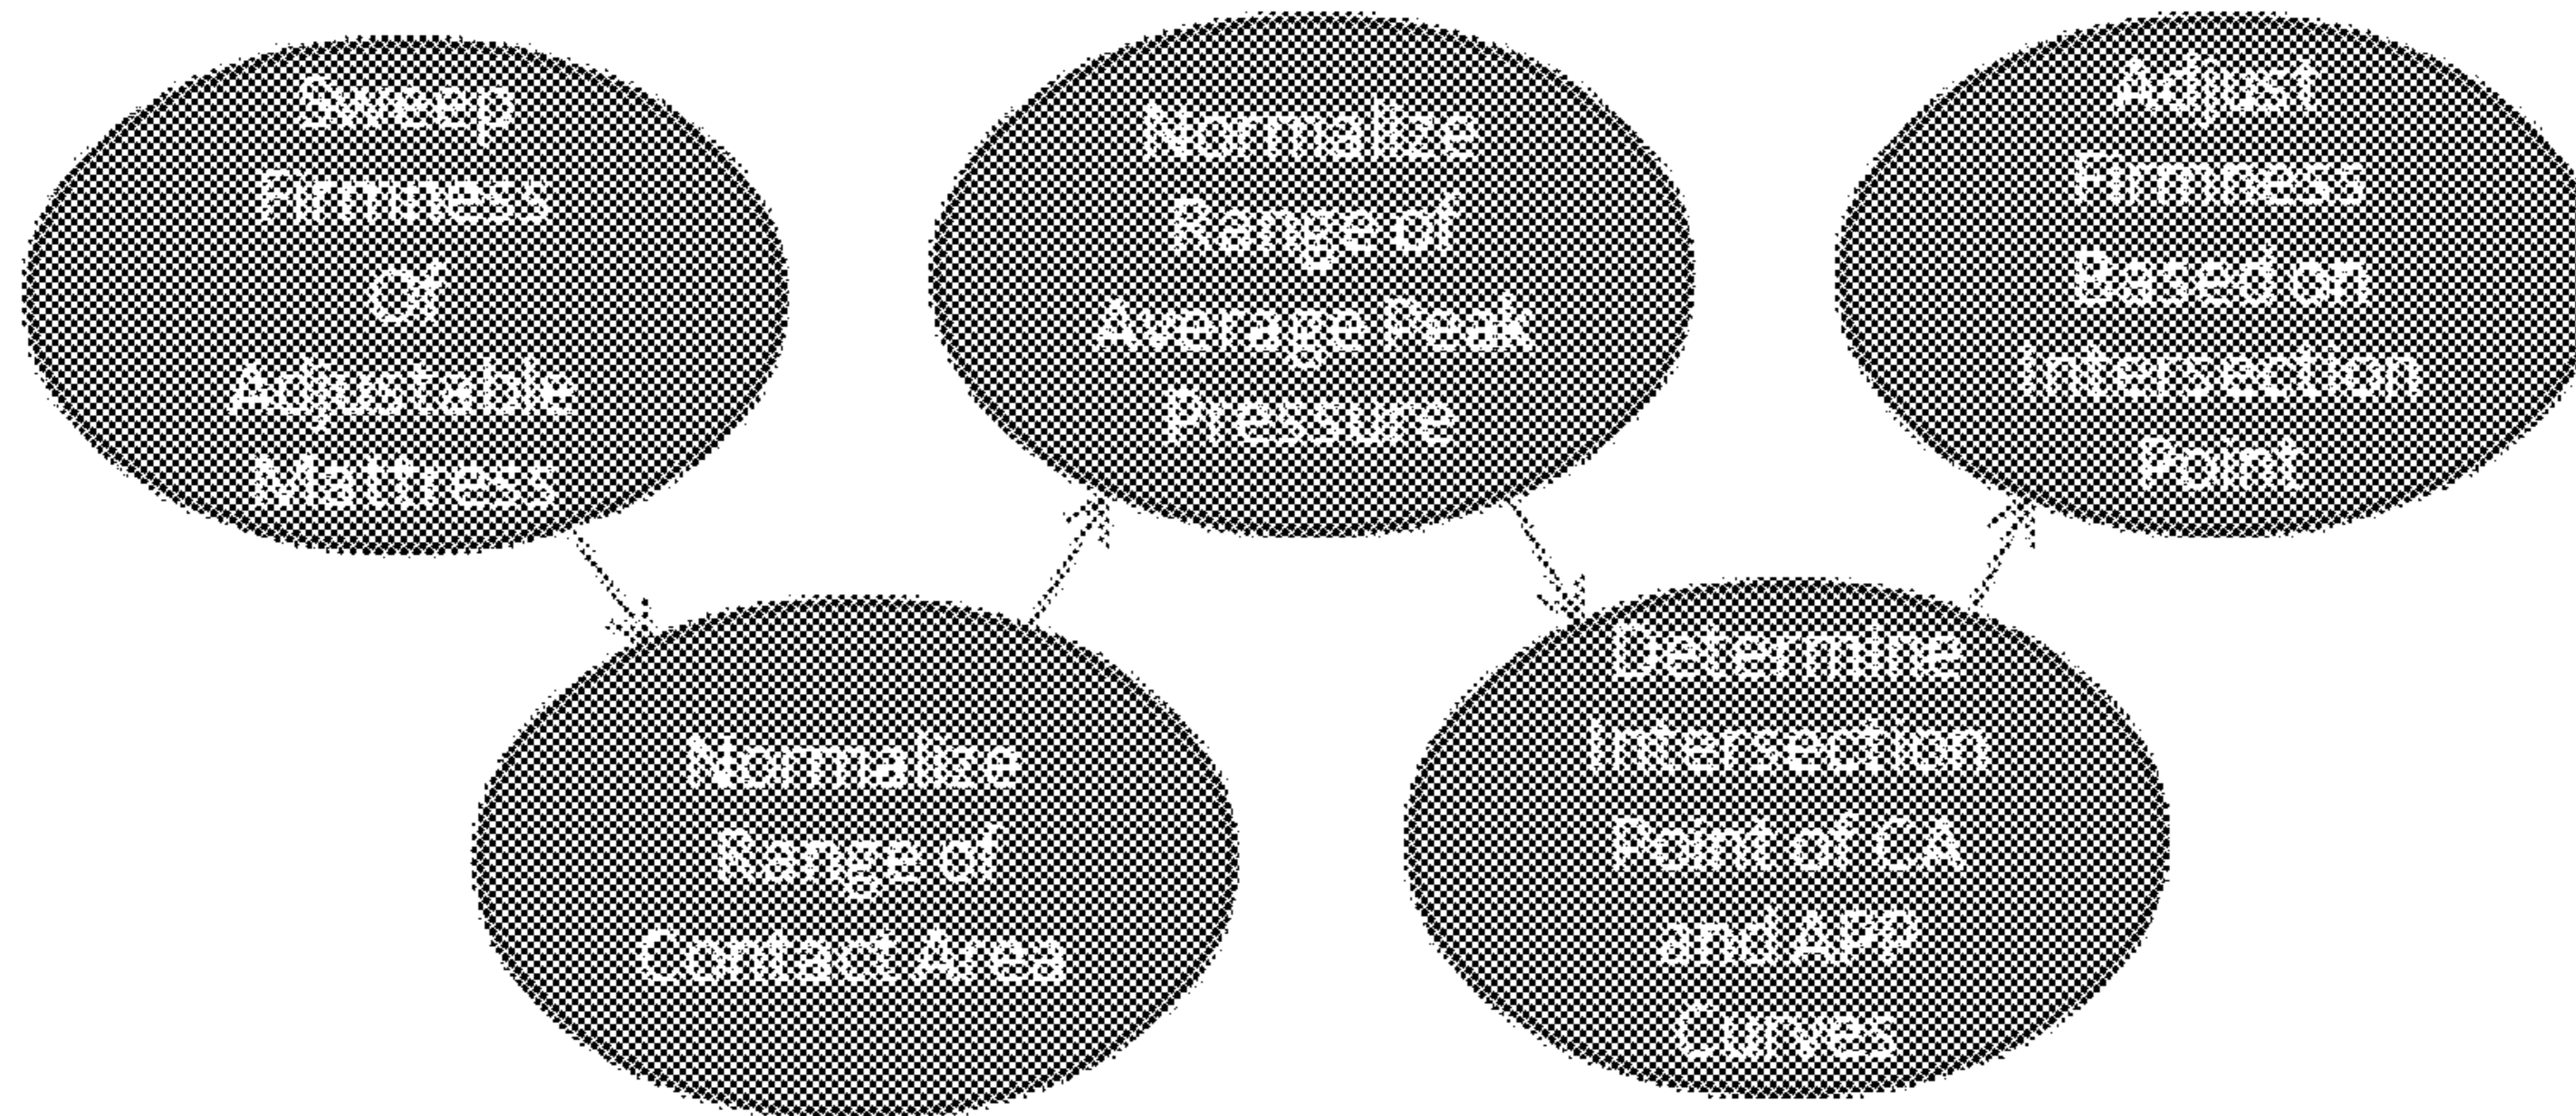 Sweep
Firmness
Of
Adjustable
Mattress
Normalize
Range of
Contact Area
Normalize
Range of
Average Peak
Pressure
Determine
Intersection
Point of CA
and APP
Curves
Adjust
Firmness
Based on
Intersection
Point